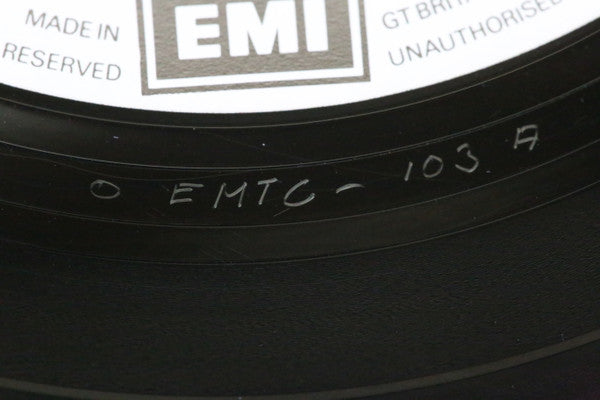 MADE IN
RESERVED
EMI
GT BRIT
UNAUTHORISED
O EMTC - 103 A